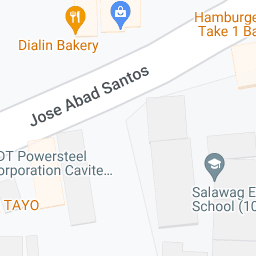 Hamburge
Take 1 Ba
Dialin Bakery
Jose Abad Santos
OT Powersteel
orporation Cavite...
TAYO
Salawag E
School (10